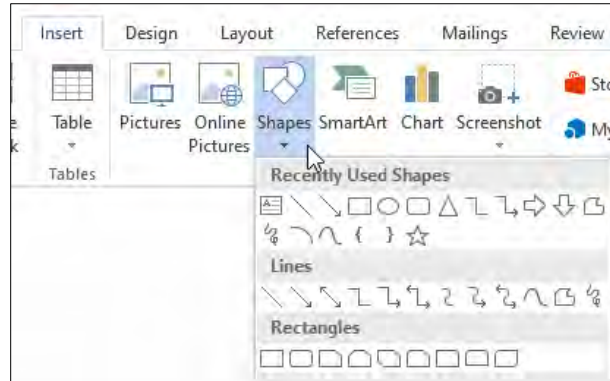 Insert Design Layout References Mailings Review
Table Pictures Online Pictures Shapes SmartArt Chart Screenshot
Tables
Recently Used Shapes
Lines
Rectangles